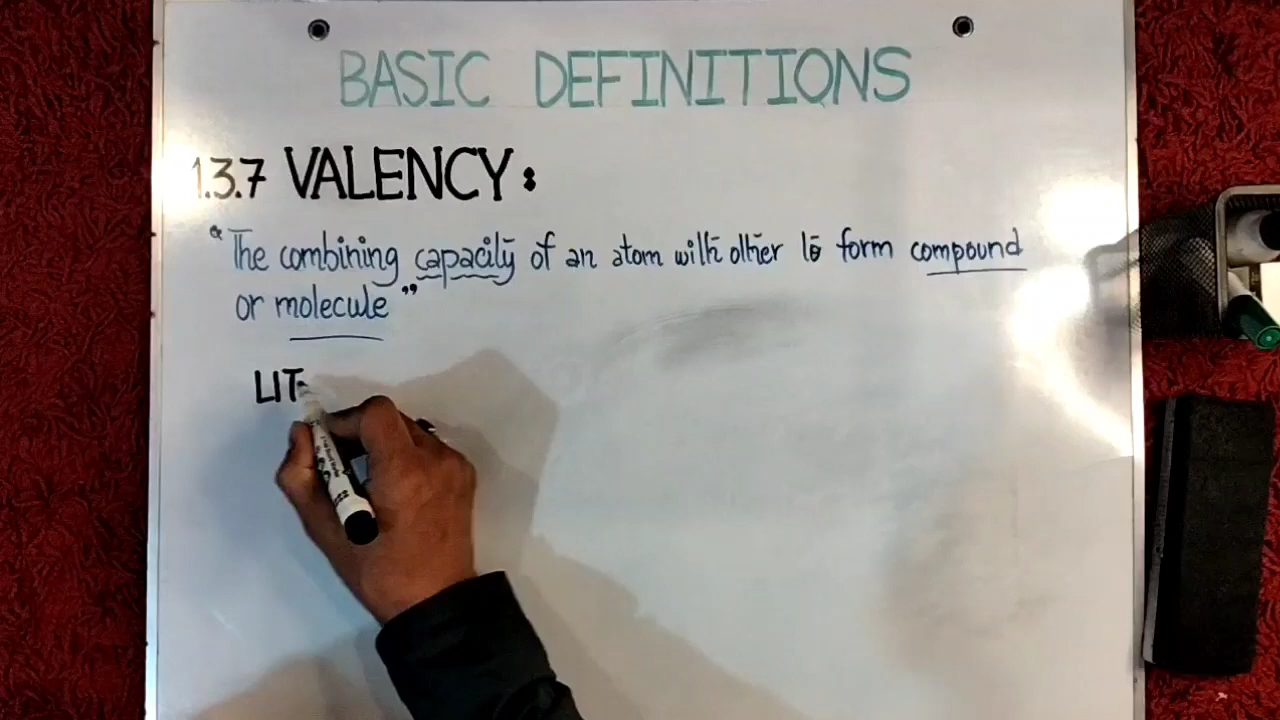 BASIC DEFINITIONS
1.3.7 VALENCY:
"The combining capacity of an atom with other to form compound
or molecule"
LIT